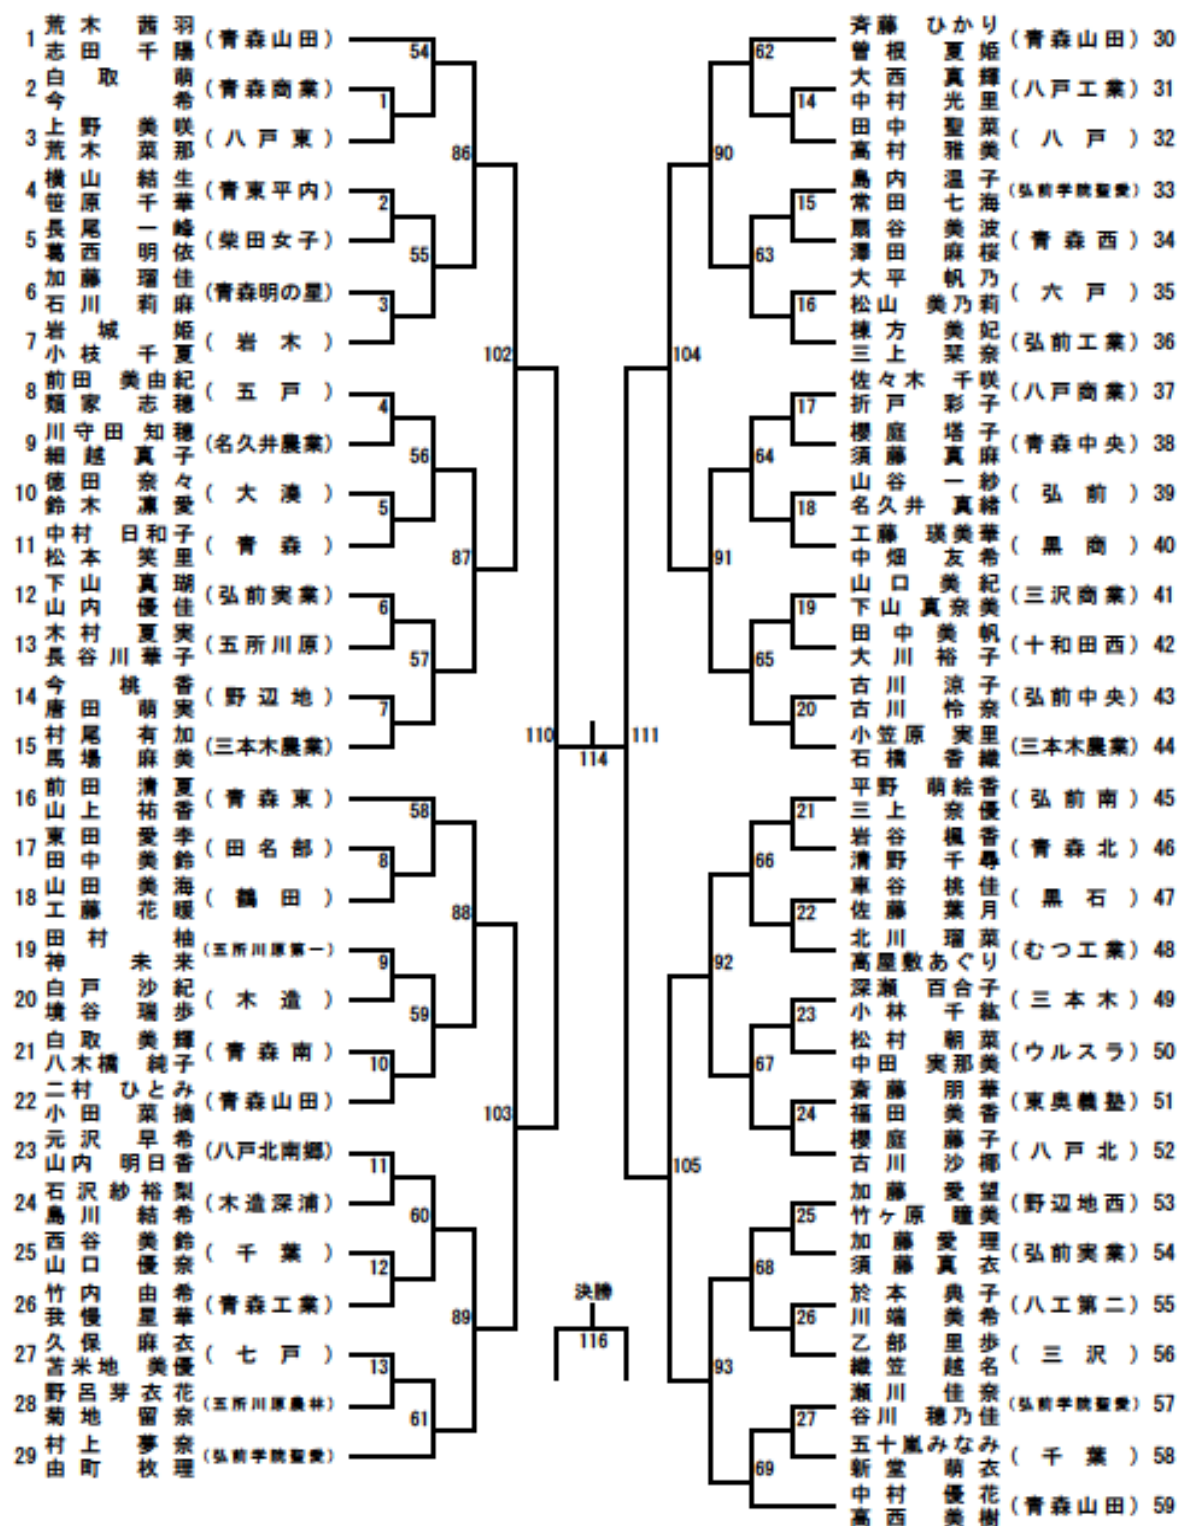 1 荒木 茜羽 (青森山田)
志田 千陽
2 白取 萌 (青森商業)
今 希
3 上野 美咲 (八戸東)
荒木 菜那
4 横山 結生 (青東平内)
笹原 千華
5 長尾 一峰 (柴田女子)
葛西 明依
6 加藤 瑠佳 (青森明の星)
石川 莉麻
7 岩城 姫 (岩木)
小枝 千夏
8 前田 美由紀 (五戸)
類家 志穂
9 川守田 知穂 (名久井農業)
細越 真子
10 徳田 奈々 (大湊)
鈴木 凛愛
11 中村 日和子 (青森)
松本 笑里
12 下山 真瑚 (弘前実業)
山内 優佳
13 木村 夏実 (五所川原)
長谷川 華子
14 今 桃香 (野辺地)
唐田 萌実
15 村尾 有加 (三本木農業)
馬場 麻美
16 前田 清夏 (青森東)
山上 祐香
17 東田 愛李 (田名部)
田中 美鈴
18 山田 美海 (鶴田)
工藤 花暖
19 田村 柚 (五所川原第一)
神 未来
20 白戸 沙紀 (木造)
境谷 瑞歩
21 白取 美輝 (青森南)
八木橋 純子
22 二村 ひとみ (青森山田)
小田 菜摘
23 元沢 早希 (八戸北南郷)
山内 明日香
24 石沢 紗裕梨 (木造深浦)
島川 結希
25 西谷 美鈴 (千葉)
山口 優奈
26 竹内 由希 (青森工業)
我慢 星華
27 久保 麻衣 (七戸)
苫米地 美優
28 野呂 芽衣花 (五所川原農林)
菊地 留奈
29 村上 夢奈 (弘前学院聖愛)
由町 枚理
54
1
86
2
55
3
102
4
56
5
87
6
57
7
110
58
8
88
9
59
10
103
11
60
12
89
13
61
114
決勝
116
62
14
90
15
63
16
104
17
64
18
91
19
65
20
111
21
66
22
92
23
67
24
105
25
68
26
93
27
69
斉藤 ひかり (青森山田) 30
曽根 夏姫
大西 真輝 (八戸工業) 31
中村 光里
田中 聖菜 (八戸) 32
高村 雅美
島内 温子 (弘前学院聖愛) 33
常田 七海
扇谷 美波 (青森西) 34
澤田 麻桜
大平 帆乃 (六戸) 35
松山 美乃莉
棟方 美妃 (弘前工業) 36
三上 栞奈
佐々木 千咲 (八戸商業) 37
折戸 彩子
櫻庭 塔子 (青森中央) 38
須藤 真麻
山谷 一紗 (弘前) 39
名久井 真緒
工藤 瑛美華 (黒商) 40
中畑 友希
山口 美紀 (三沢商業) 41
下山 真奈美
田中 美帆 (十和田西) 42
大川 裕子
古川 涼子 (弘前中央) 43
古川 怜奈
小笠原 実里 (三本木農業) 44
石橋 香織
平野 萌絵香 (弘前南) 45
三上 奈優
岩谷 楓香 (青森北) 46
清野 千尋
車谷 桃佳 (黒石) 47
佐藤 葉月
北川 瑠菜 (むつ工業) 48
高屋敷 あぐり
深瀬 百合子 (三本木) 49
小林 千紘
松村 朝菜 (ウルスラ) 50
中田 実那美
斎藤 朋華 (東奥義塾) 51
福田 美香
櫻庭 藤子 (八戸北) 52
古川 沙椰
加藤 愛望 (野辺地西) 53
竹ヶ原 瞳美
加藤 愛理 (弘前実業) 54
須藤 真衣
於本 典子 (八工第二) 55
川端 美希
乙部 里歩 (三沢) 56
織笠 越名
瀬川 佳奈 (弘前学院聖愛) 57
谷川 穂乃佳
五十嵐 みなみ (千葉) 58
新堂 萌衣
中村 優花 (青森山田) 59
高西 美樹